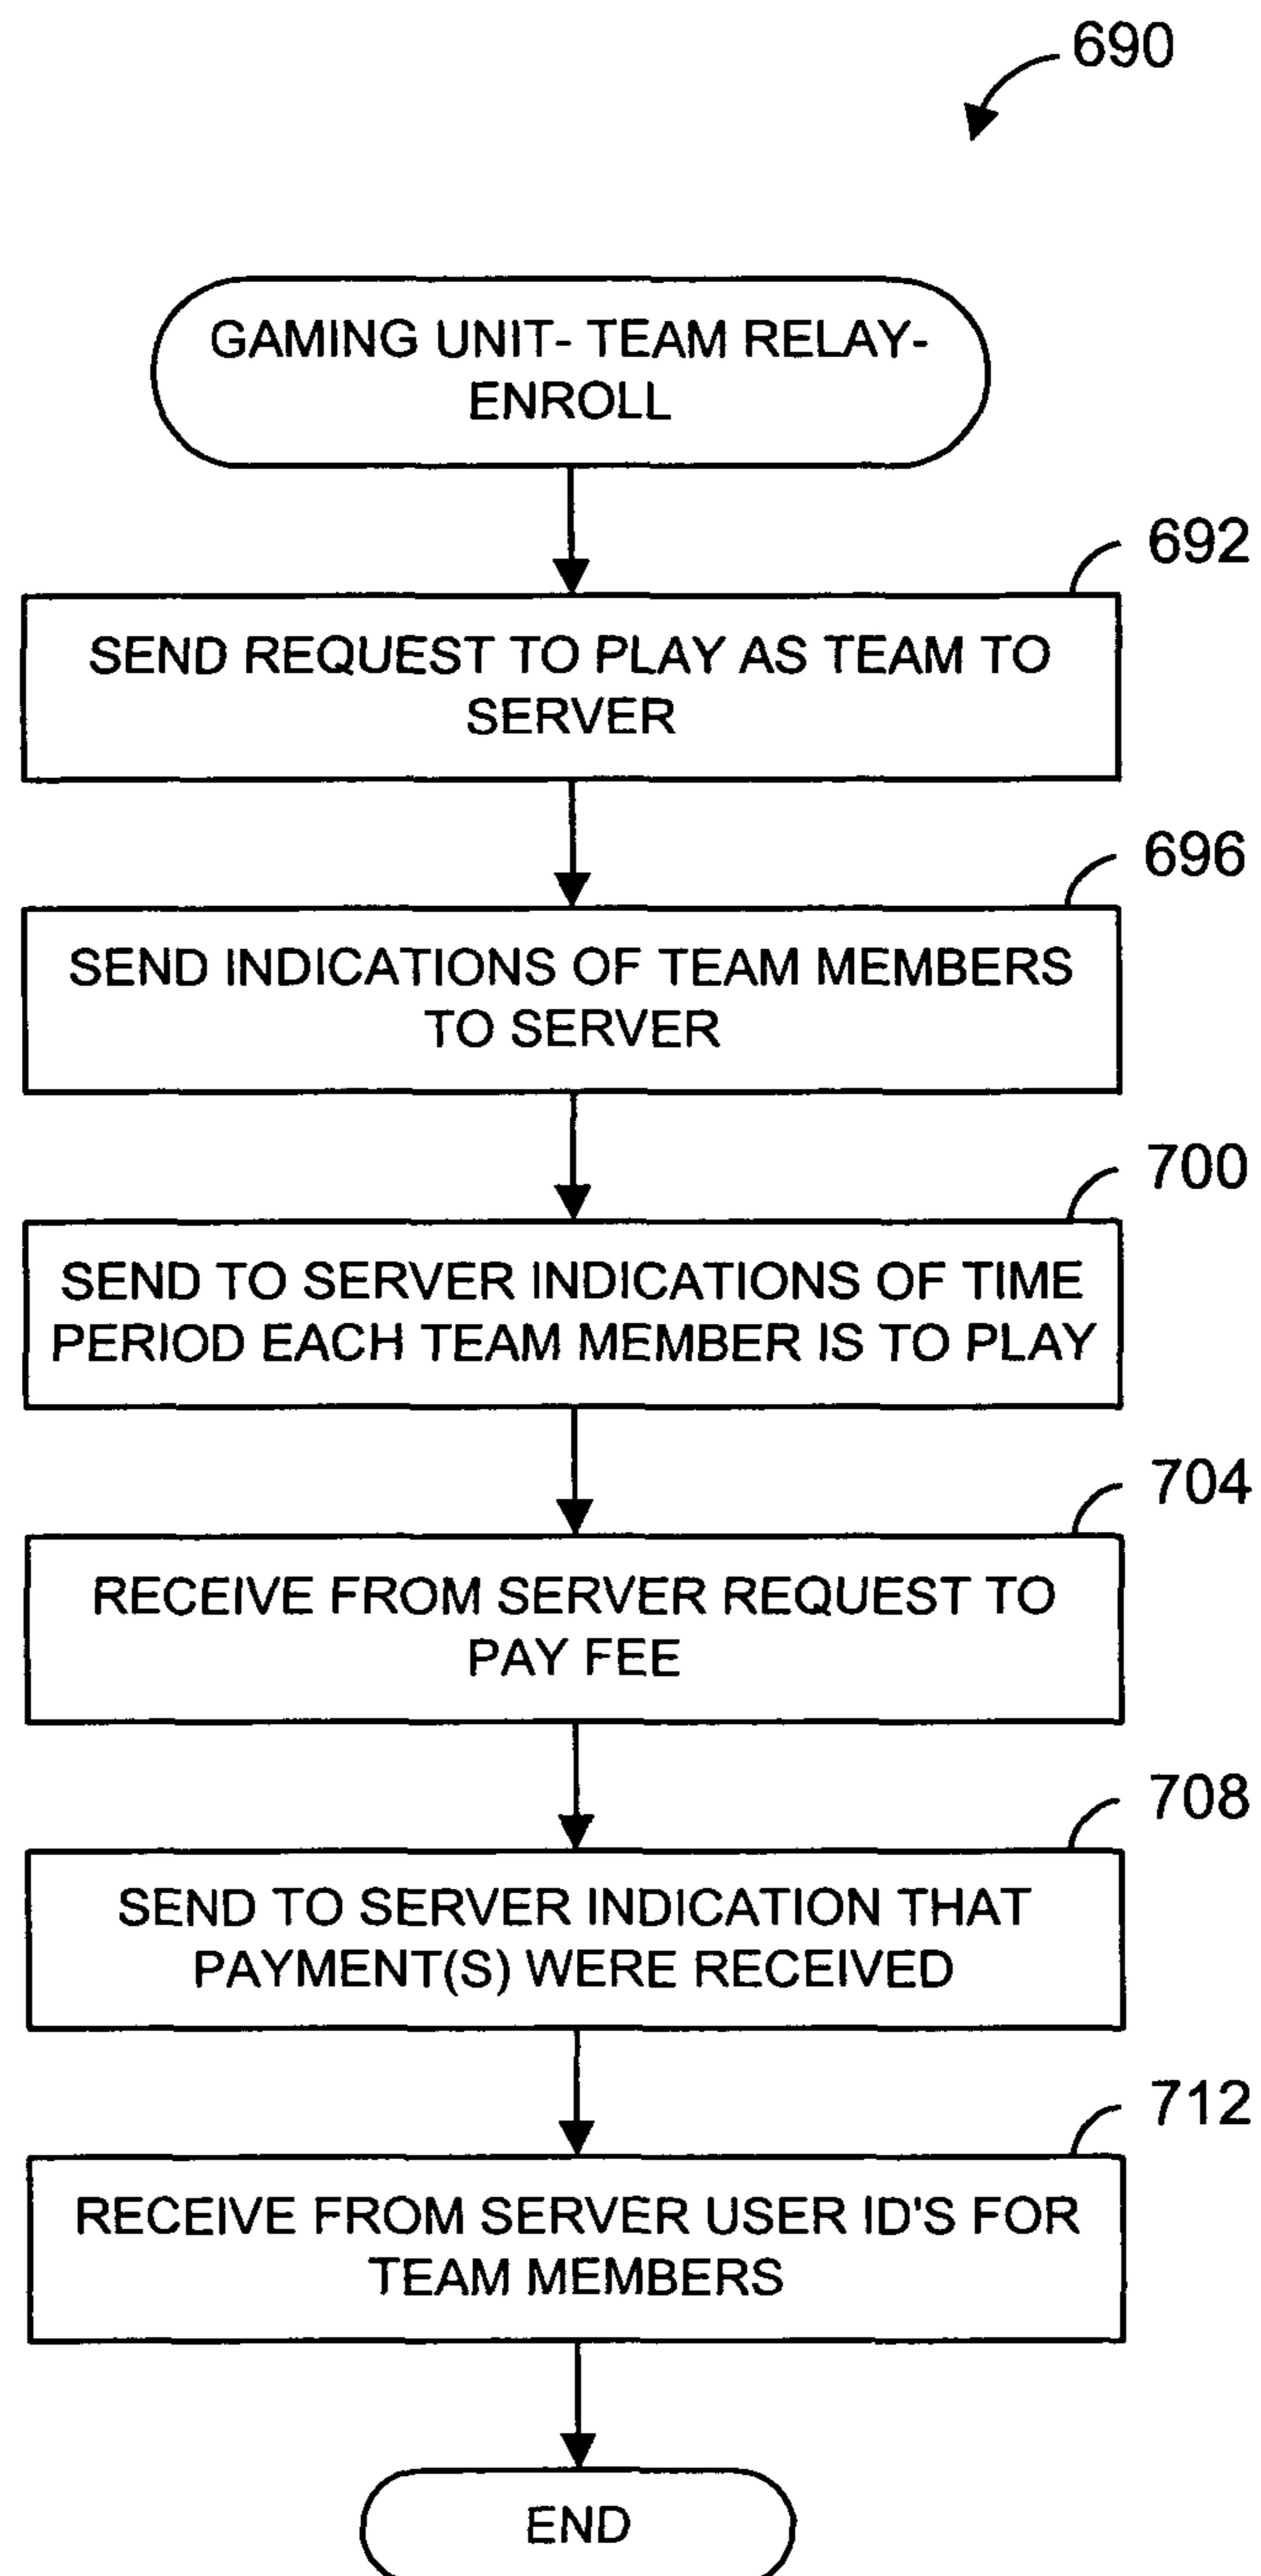 690
GAMING UNIT- TEAM RELAY-
ENROLL
692
SEND REQUEST TO PLAY AS TEAM TO
SERVER
696
SEND INDICATIONS OF TEAM MEMBERS
TO SERVER
700
SEND TO SERVER INDICATIONS OF TIME
PERIOD EACH TEAM MEMBER IS TO PLAY
704
RECEIVE FROM SERVER REQUEST TO
PAY FEE
708
SEND TO SERVER INDICATION THAT
PAYMENT(S) WERE RECEIVED
712
RECEIVE FROM SERVER USER ID'S FOR
TEAM MEMBERS
END